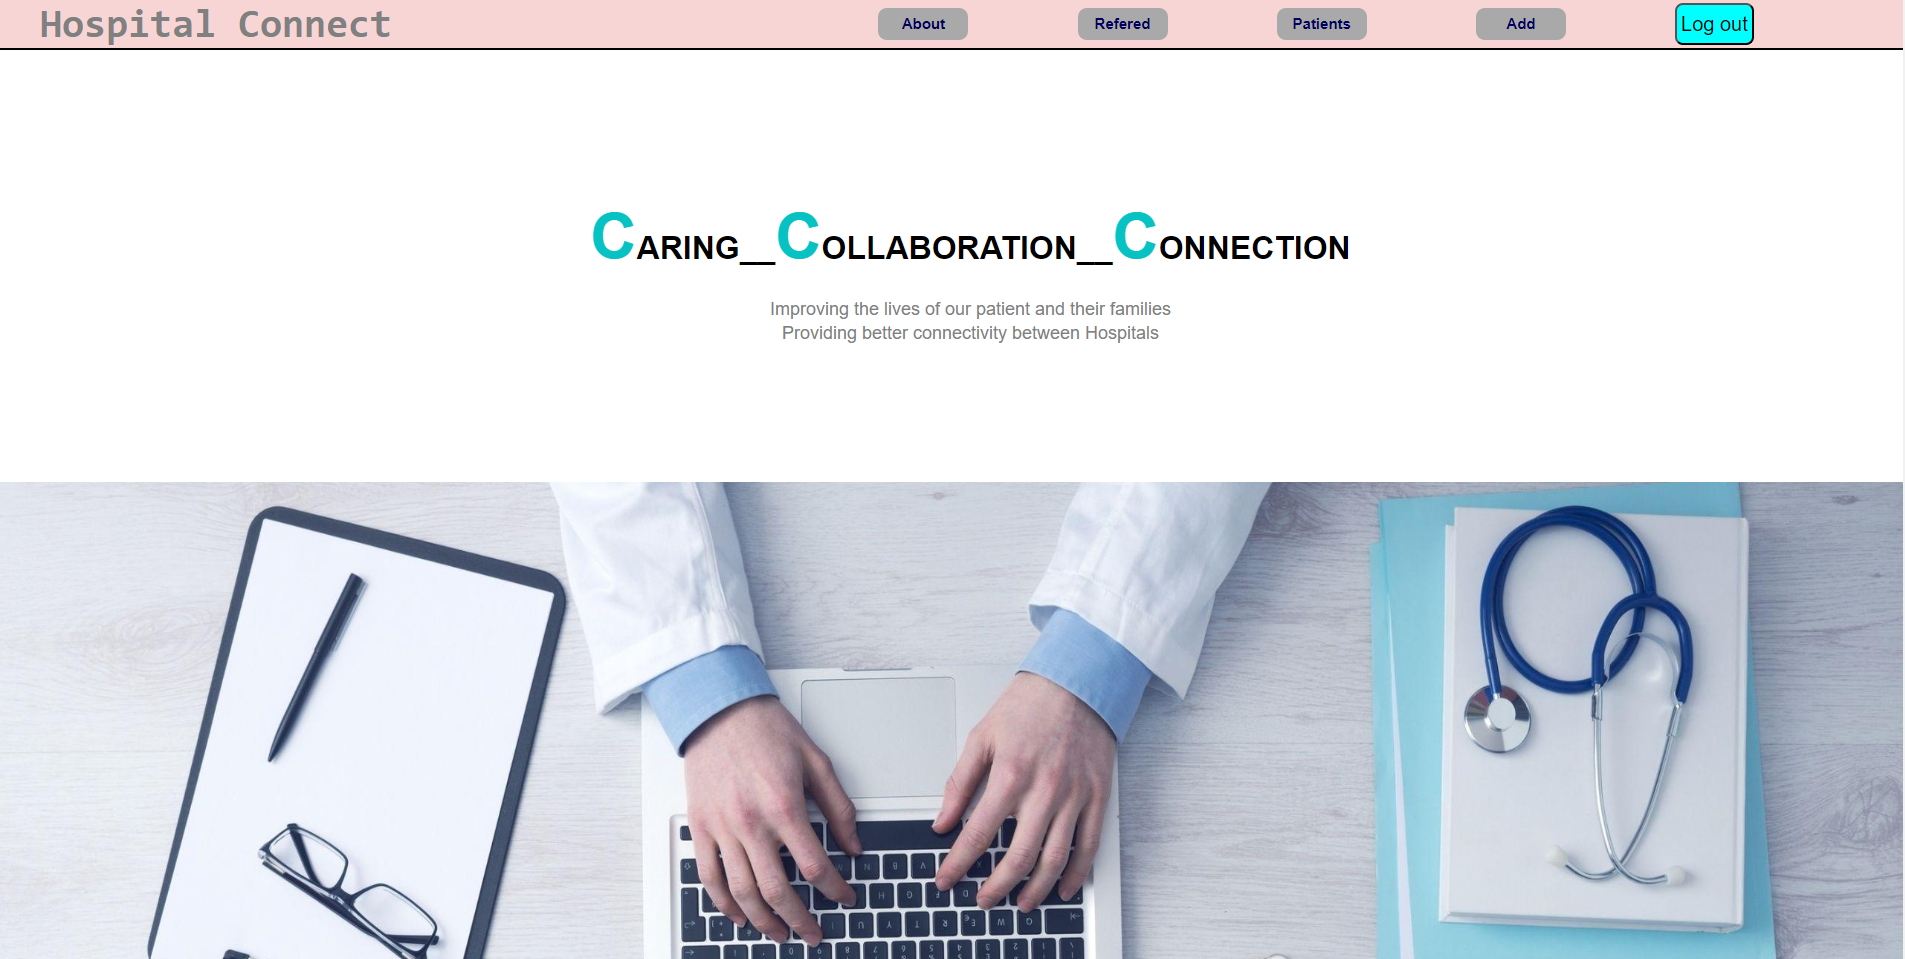 Hospital Connect
About
Refered
Patients
Add
Log out
CARING__COLLABORATION__CONNECTION
Improving the lives of our patient and their families
Providing better connectivity between Hospitals